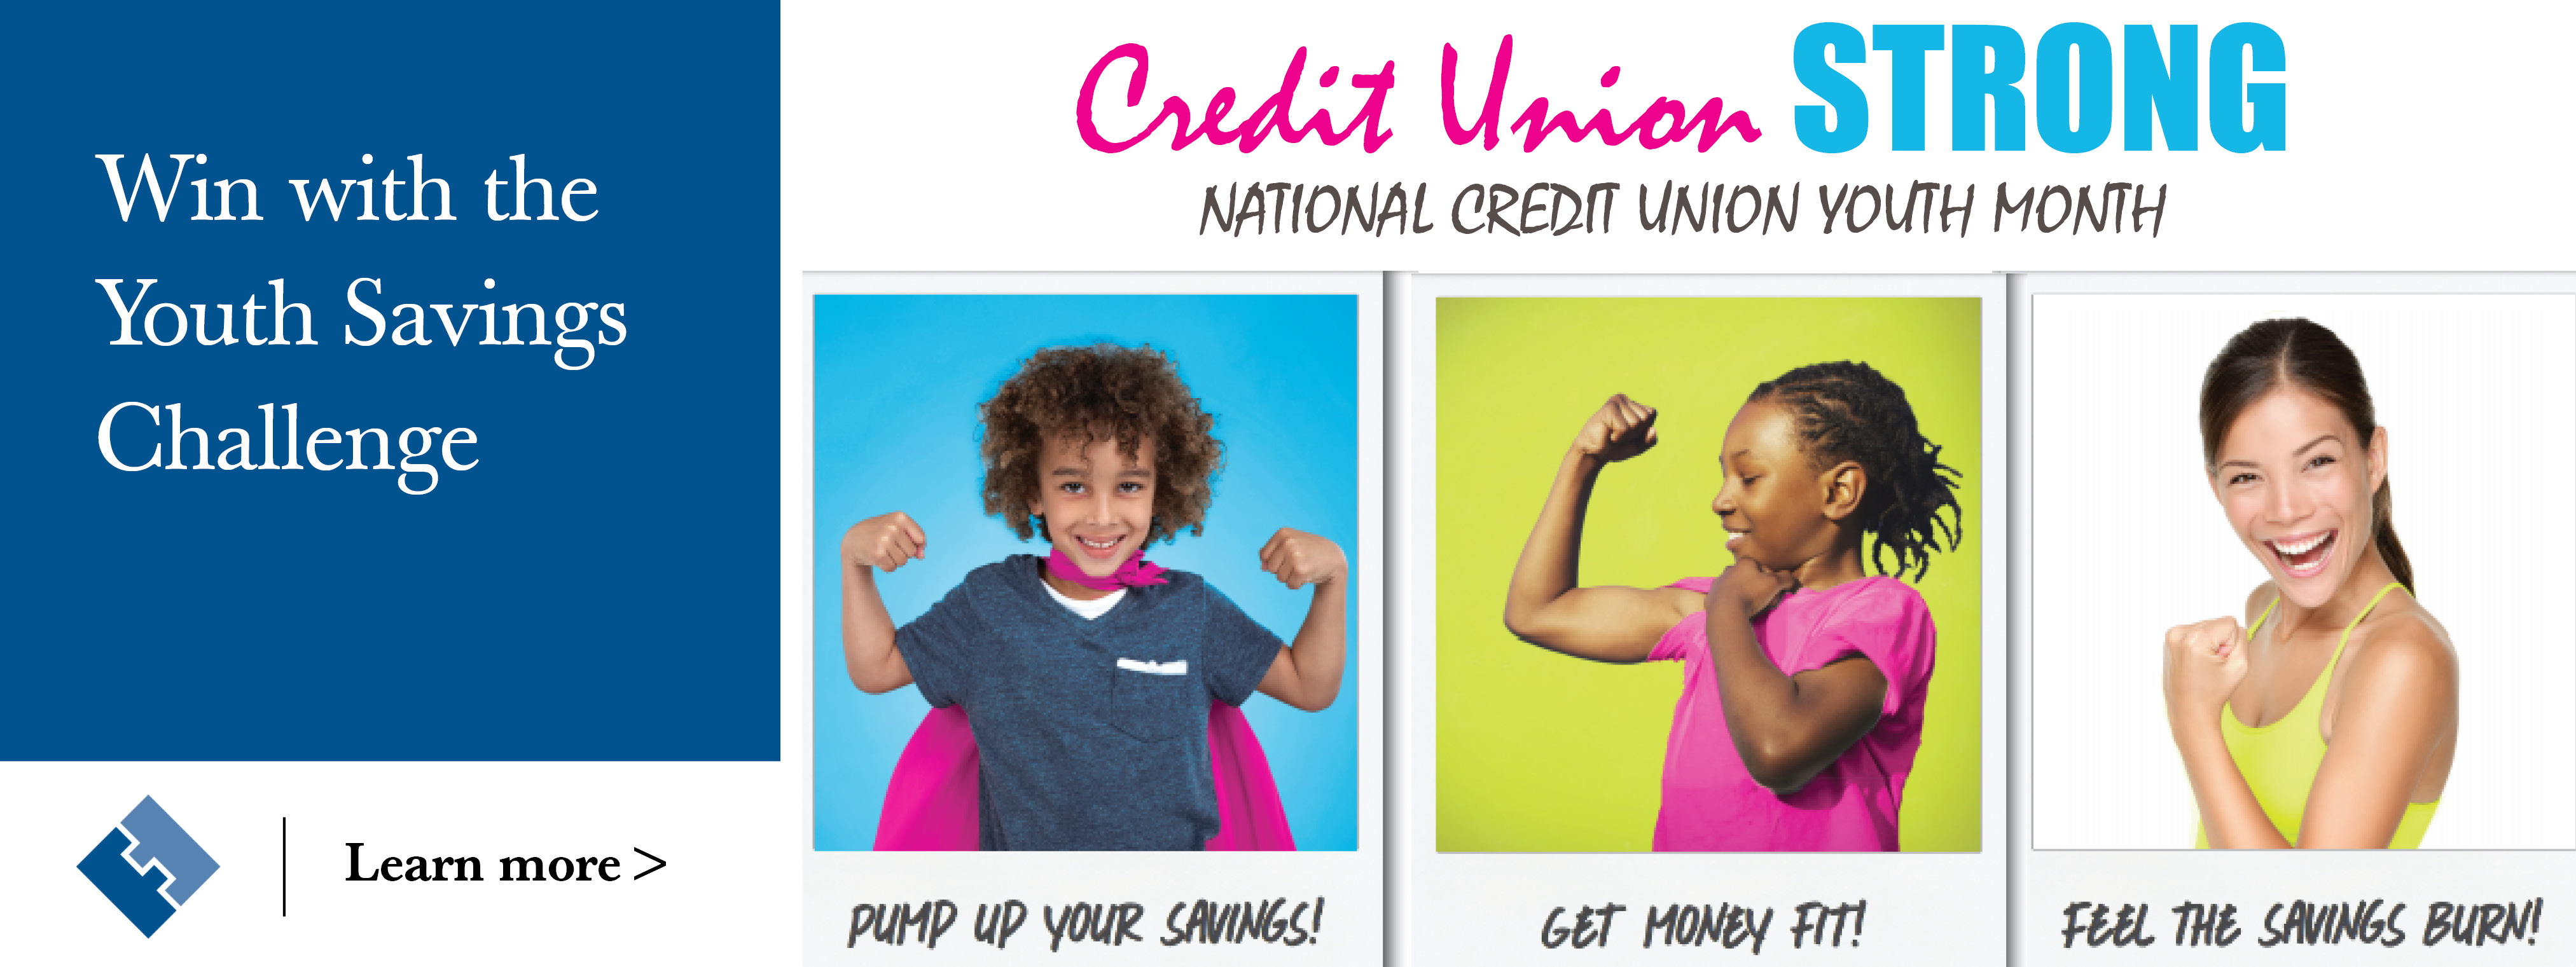 Win with the
Youth Savings
Challenge
Learn more >
Credit Union STRONG
NATIONAL CREDIT UNION YOUTH MONTH
PUMP UP YOUR SAVINGS!
GET MONEY FIT!
FEEL THE SAVINGS BURN!